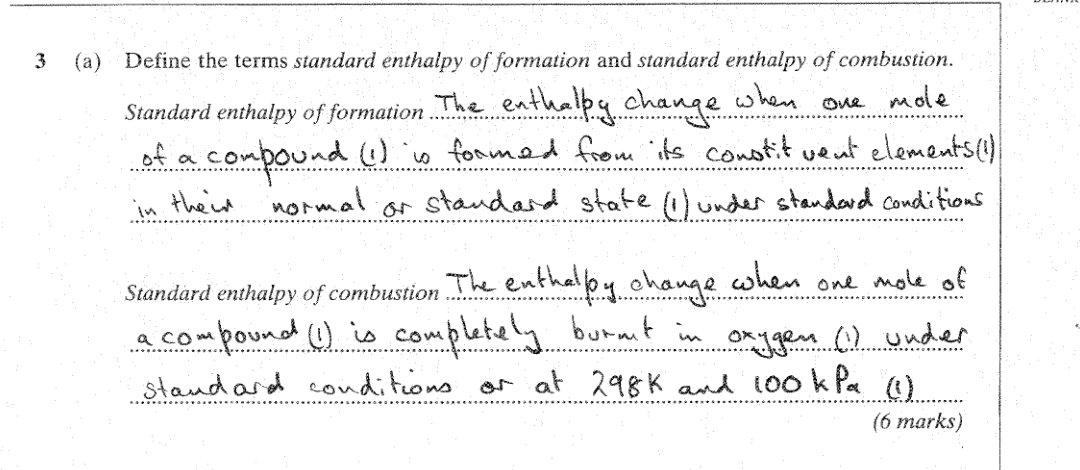 3 (a) Define the terms standard enthalpy of formation and standard enthalpy of combustion.
Standard enthalpy of formation The enthalpy change when one mole
of a compound (1) is formed from its constituent elements (1)
in their normal or standard state (1) under standard conditions
Standard enthalpy of combustion The enthalpy change when one mole of
a compound (1) is completely burnt in oxygen (1) under
standard conditions or at 298K and 100 kPa (1)
(6 marks)